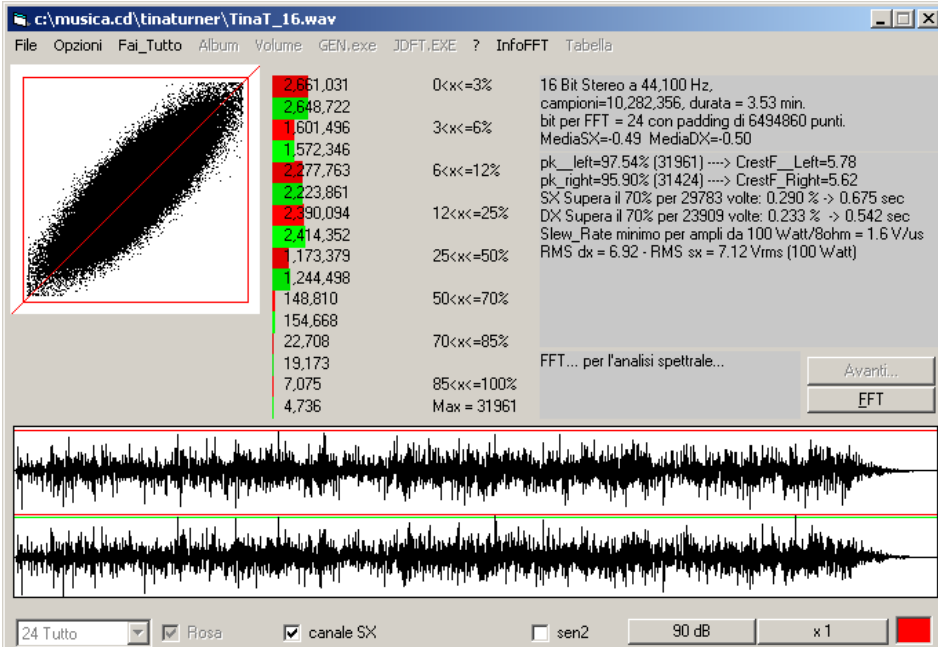 c:\musica.cd\tinaturner\TinaT_16.wav
File Opzioni Fai_Tutto Album Volume GEN.exe JDFT.EXE ? InfoFFT Tabella
2,661,031 0<x<=3%
2,648,722
1,601,496 3<x<=6%
1,572,346
2,277,763 6<x<=12%
2,223,861
2,390,094 12<x<=25%
2,414,352
1,173,379 25<x<=50%
1,244,498
148,810 50<x<=70%
154,668
22,708 70<x<=85%
19,173
7,075 85<x<=100%
4,736 Max = 31961
16 Bit Stereo a 44,100 Hz,
campioni=10,282,356, durata = 3.53 min.
bit per FFT = 24 con padding di 6494860 punti.
MediaSX=-0.49 MediaDX=-0.50
pk__left=97.54% (31961) ----> CrestF__Left=5.78
pk_right=95.90% (31424) ----> CrestF_Right=5.62
SX Supera il 70% per 29783 volte: 0.290 % -> 0.675 sec
DX Supera il 70% per 23909 volte: 0.233 % -> 0.542 sec
Slew_Rate minimo per ampli da 100 Watt/8ohm = 1.6 V/us
RMS dx = 6.92 - RMS sx = 7.12 Vrms (100 Watt)
FFT... per l'analisi spettrale...
Avanti...
FFT
24 Tutto Rosa canale SX sen2 90 dB x 1